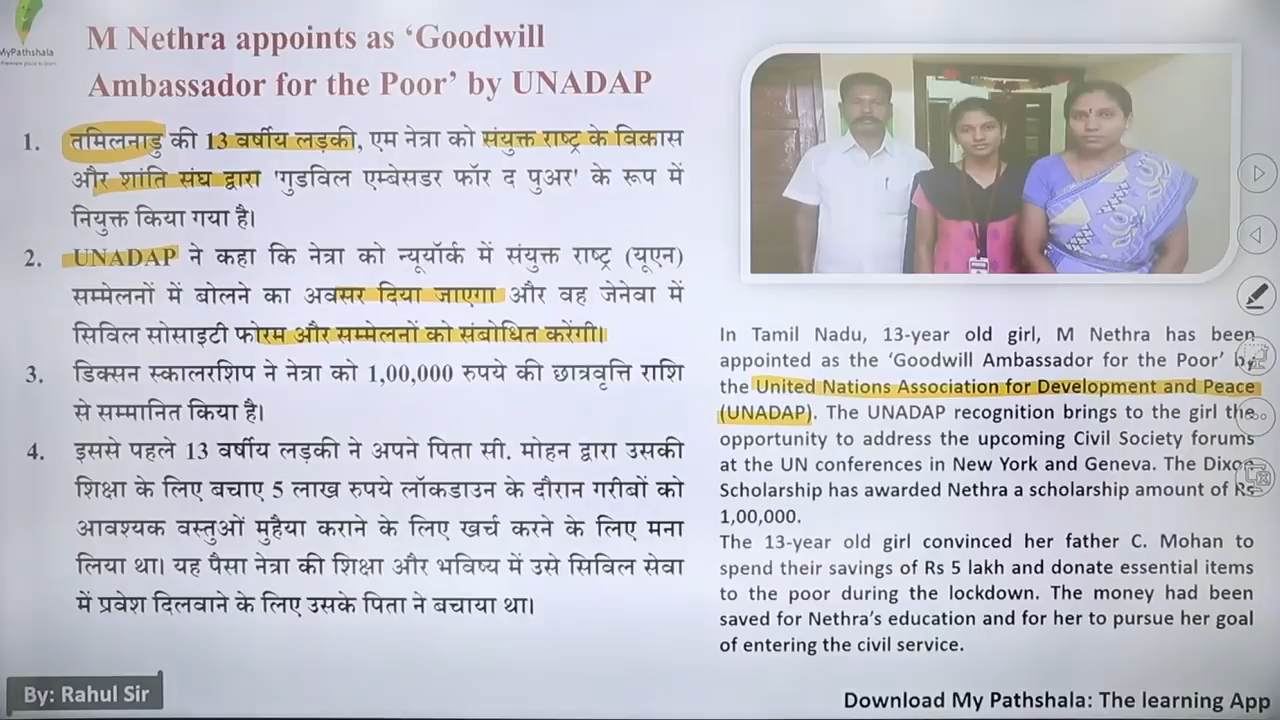 MyPathshala
M Nethra appoints as ‘Goodwill
Ambassador for the Poor’ by UNADAP
1. तमिलनाडु की 13 वर्षीय लड़की, एम नेत्रा को संयुक्त राष्ट्र के विकास
और शांति संघ द्वारा 'गुडविल एम्बेसडर फॉर द पुअर' के रूप में
नियुक्त किया गया है।
2. UNADAP ने कहा कि नेत्रा को न्यूयॉर्क में संयुक्त राष्ट्र (यूएन)
सम्मेलनों में बोलने का अवसर दिया जाएगा और वह जेनेवा में
सिविल सोसाइटी फोरम और सम्मेलनों को संबोधित करेंगी।
3. डिक्सन स्कालरशिप ने नेत्रा को 1,00,000 रुपये की छात्रवृत्ति राशि
से सम्मानित किया है।
4. इससे पहले 13 वर्षीय लड़की ने अपने पिता सी. मोहन द्वारा उसकी
शिक्षा के लिए बचाए 5 लाख रुपये लॉकडाउन के दौरान गरीबों को
आवश्यक वस्तुओं मुहैया कराने के लिए खर्च करने के लिए मना
लिया था। यह पैसा नेत्रा की शिक्षा और भविष्य में उसे सिविल सेवा
में प्रवेश दिलवाने के लिए उसके पिता ने बचाया था।
In Tamil Nadu, 13-year old girl, M Nethra has been
appointed as the ‘Goodwill Ambassador for the Poor’ by
the United Nations Association for Development and Peace
(UNADAP). The UNADAP recognition brings to the girl the
opportunity to address the upcoming Civil Society forums
at the UN conferences in New York and Geneva. The Dixon
Scholarship has awarded Nethra a scholarship amount of Rs
1,00,000.
The 13-year old girl convinced her father C. Mohan to
spend their savings of Rs 5 lakh and donate essential items
to the poor during the lockdown. The money had been
saved for Nethra’s education and for her to pursue her goal
of entering the civil service.
By: Rahul Sir
Download My Pathshala: The learning App